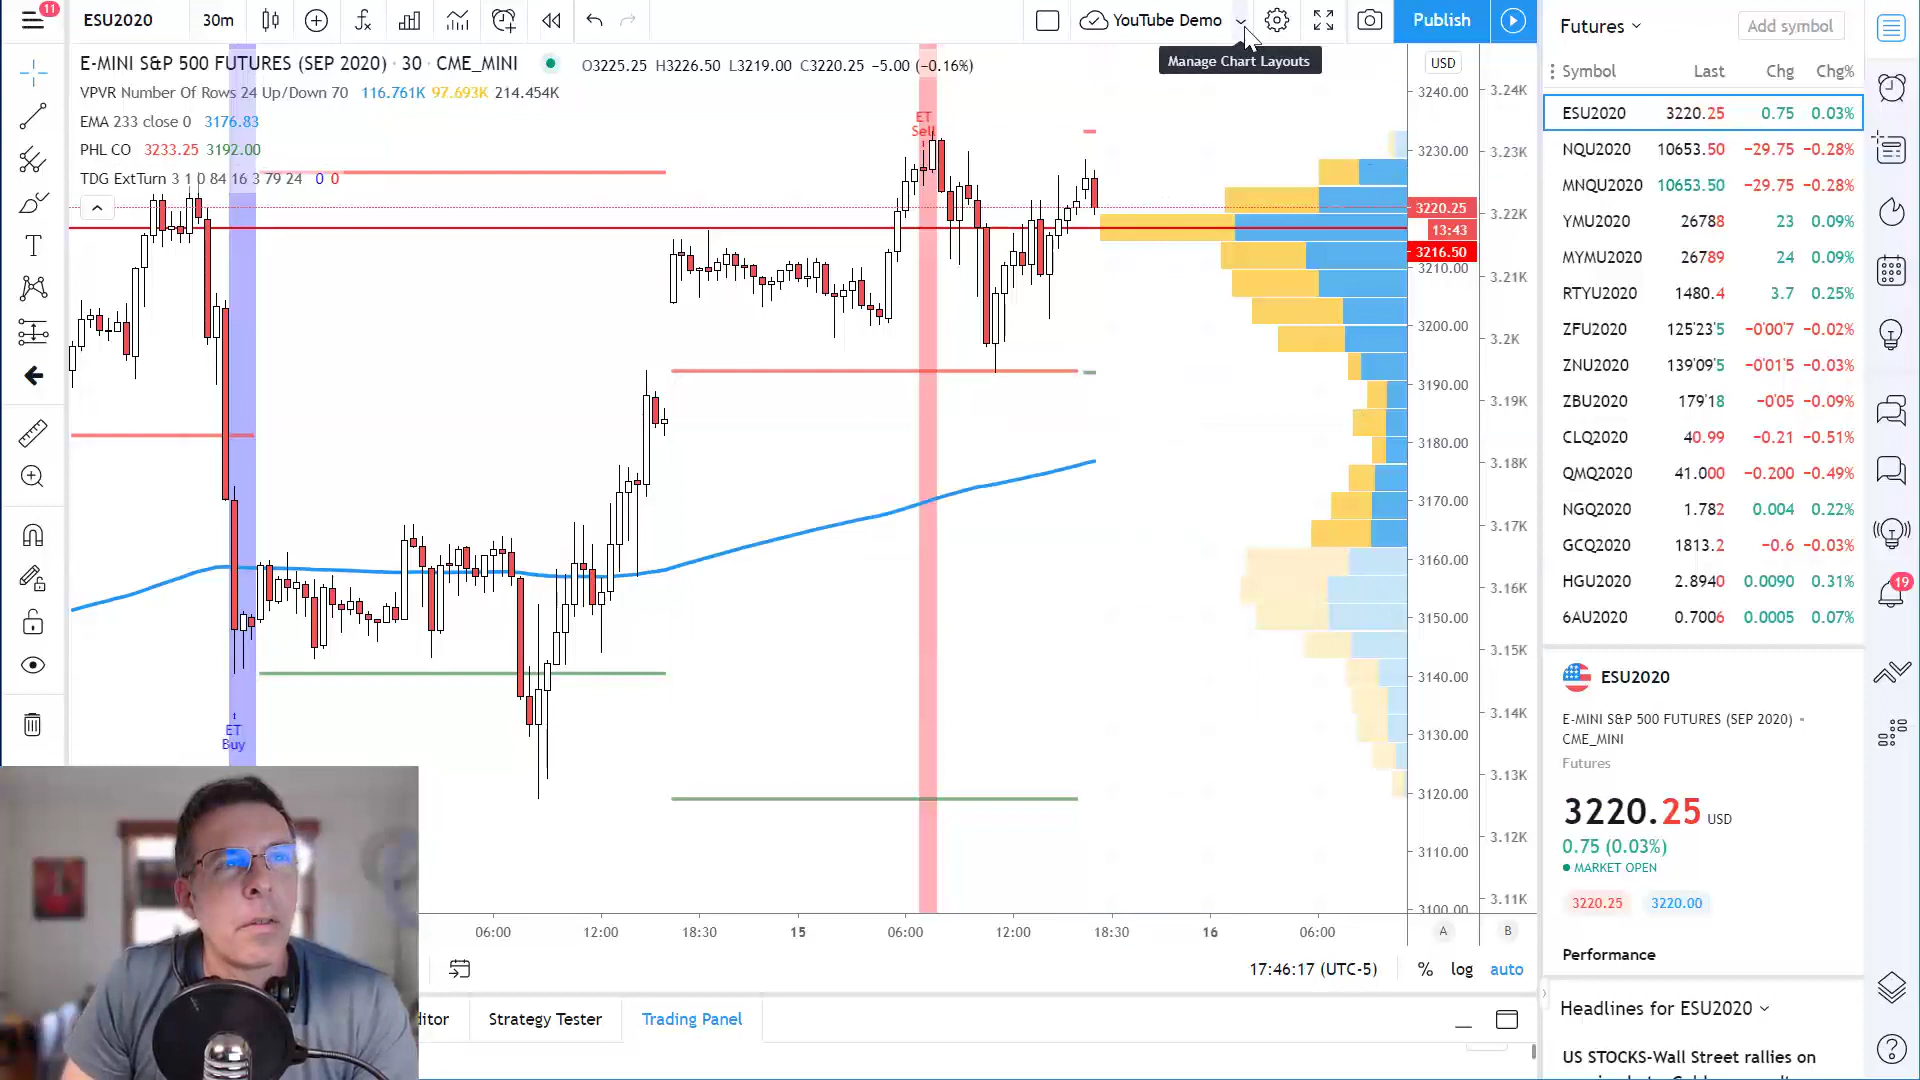 11
ESU2020
30m
YouTube Demo
Publish
Manage Chart Layouts
E-MINI S&P 500 FUTURES (SEP 2020) · 30 · CME_MINI
O3225.25 H3226.50 L3219.00 C3220.25 −5.00 (−0.16%)
VPVR Number Of Rows 24 Up/Down 70 116.761K 97.693K 214.454K
EMA 233 close 0 3176.83
PHL CO 3233.25 3192.00
TDG ExtTurn 3 1 0 84 16 3 79 24 0 0
ET
Sell
ET
Buy
USD
3240.00
3230.00
3220.25
13:43
3216.50
3210.00
3200.00
3190.00
3180.00
3170.00
3160.00
3150.00
3140.00
3130.00
3120.00
3110.00
3100.00
3.24K
3.23K
3.22K
3.21K
3.2K
3.19K
3.18K
3.17K
3.16K
3.15K
3.14K
3.13K
3.12K
3.11K
06:00
12:00
18:30
15
06:00
12:00
18:30
16
06:00
A
B
17:46:17 (UTC-5)
%
log
auto
itor
Strategy Tester
Trading Panel
Futures
Add symbol
Symbol Last Chg Chg%
ESU2020 3220.25 0.75 0.03%
NQU2020 10653.50 −29.75 −0.28%
MNQU2020 10653.50 −29.75 −0.28%
YMU2020 26788 23 0.09%
MYMU2020 26789 24 0.09%
RTYU2020 1480.4 3.7 0.25%
ZFU2020 125'23'5 −0'00'7 −0.02%
ZNU2020 139'09'5 −0'01'5 −0.03%
ZBU2020 179'18 −0'05 −0.09%
CLQ2020 40.99 −0.21 −0.51%
QMQ2020 41.000 −0.200 −0.49%
NGQ2020 1.782 0.004 0.22%
GCQ2020 1813.2 −0.6 −0.03%
HGU2020 2.8940 0.0090 0.31%
6AU2020 0.7006 0.0005 0.07%
19
ESU2020
E-MINI S&P 500 FUTURES (SEP 2020) •
CME_MINI
Futures
3220.25 USD
0.75 (0.03%)
MARKET OPEN
3220.25
3220.00
Performance
Headlines for ESU2020
US STOCKS-Wall Street rallies on